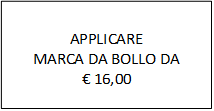 APPLICARE
MARCA DA BOLLO DA
€ 16,00